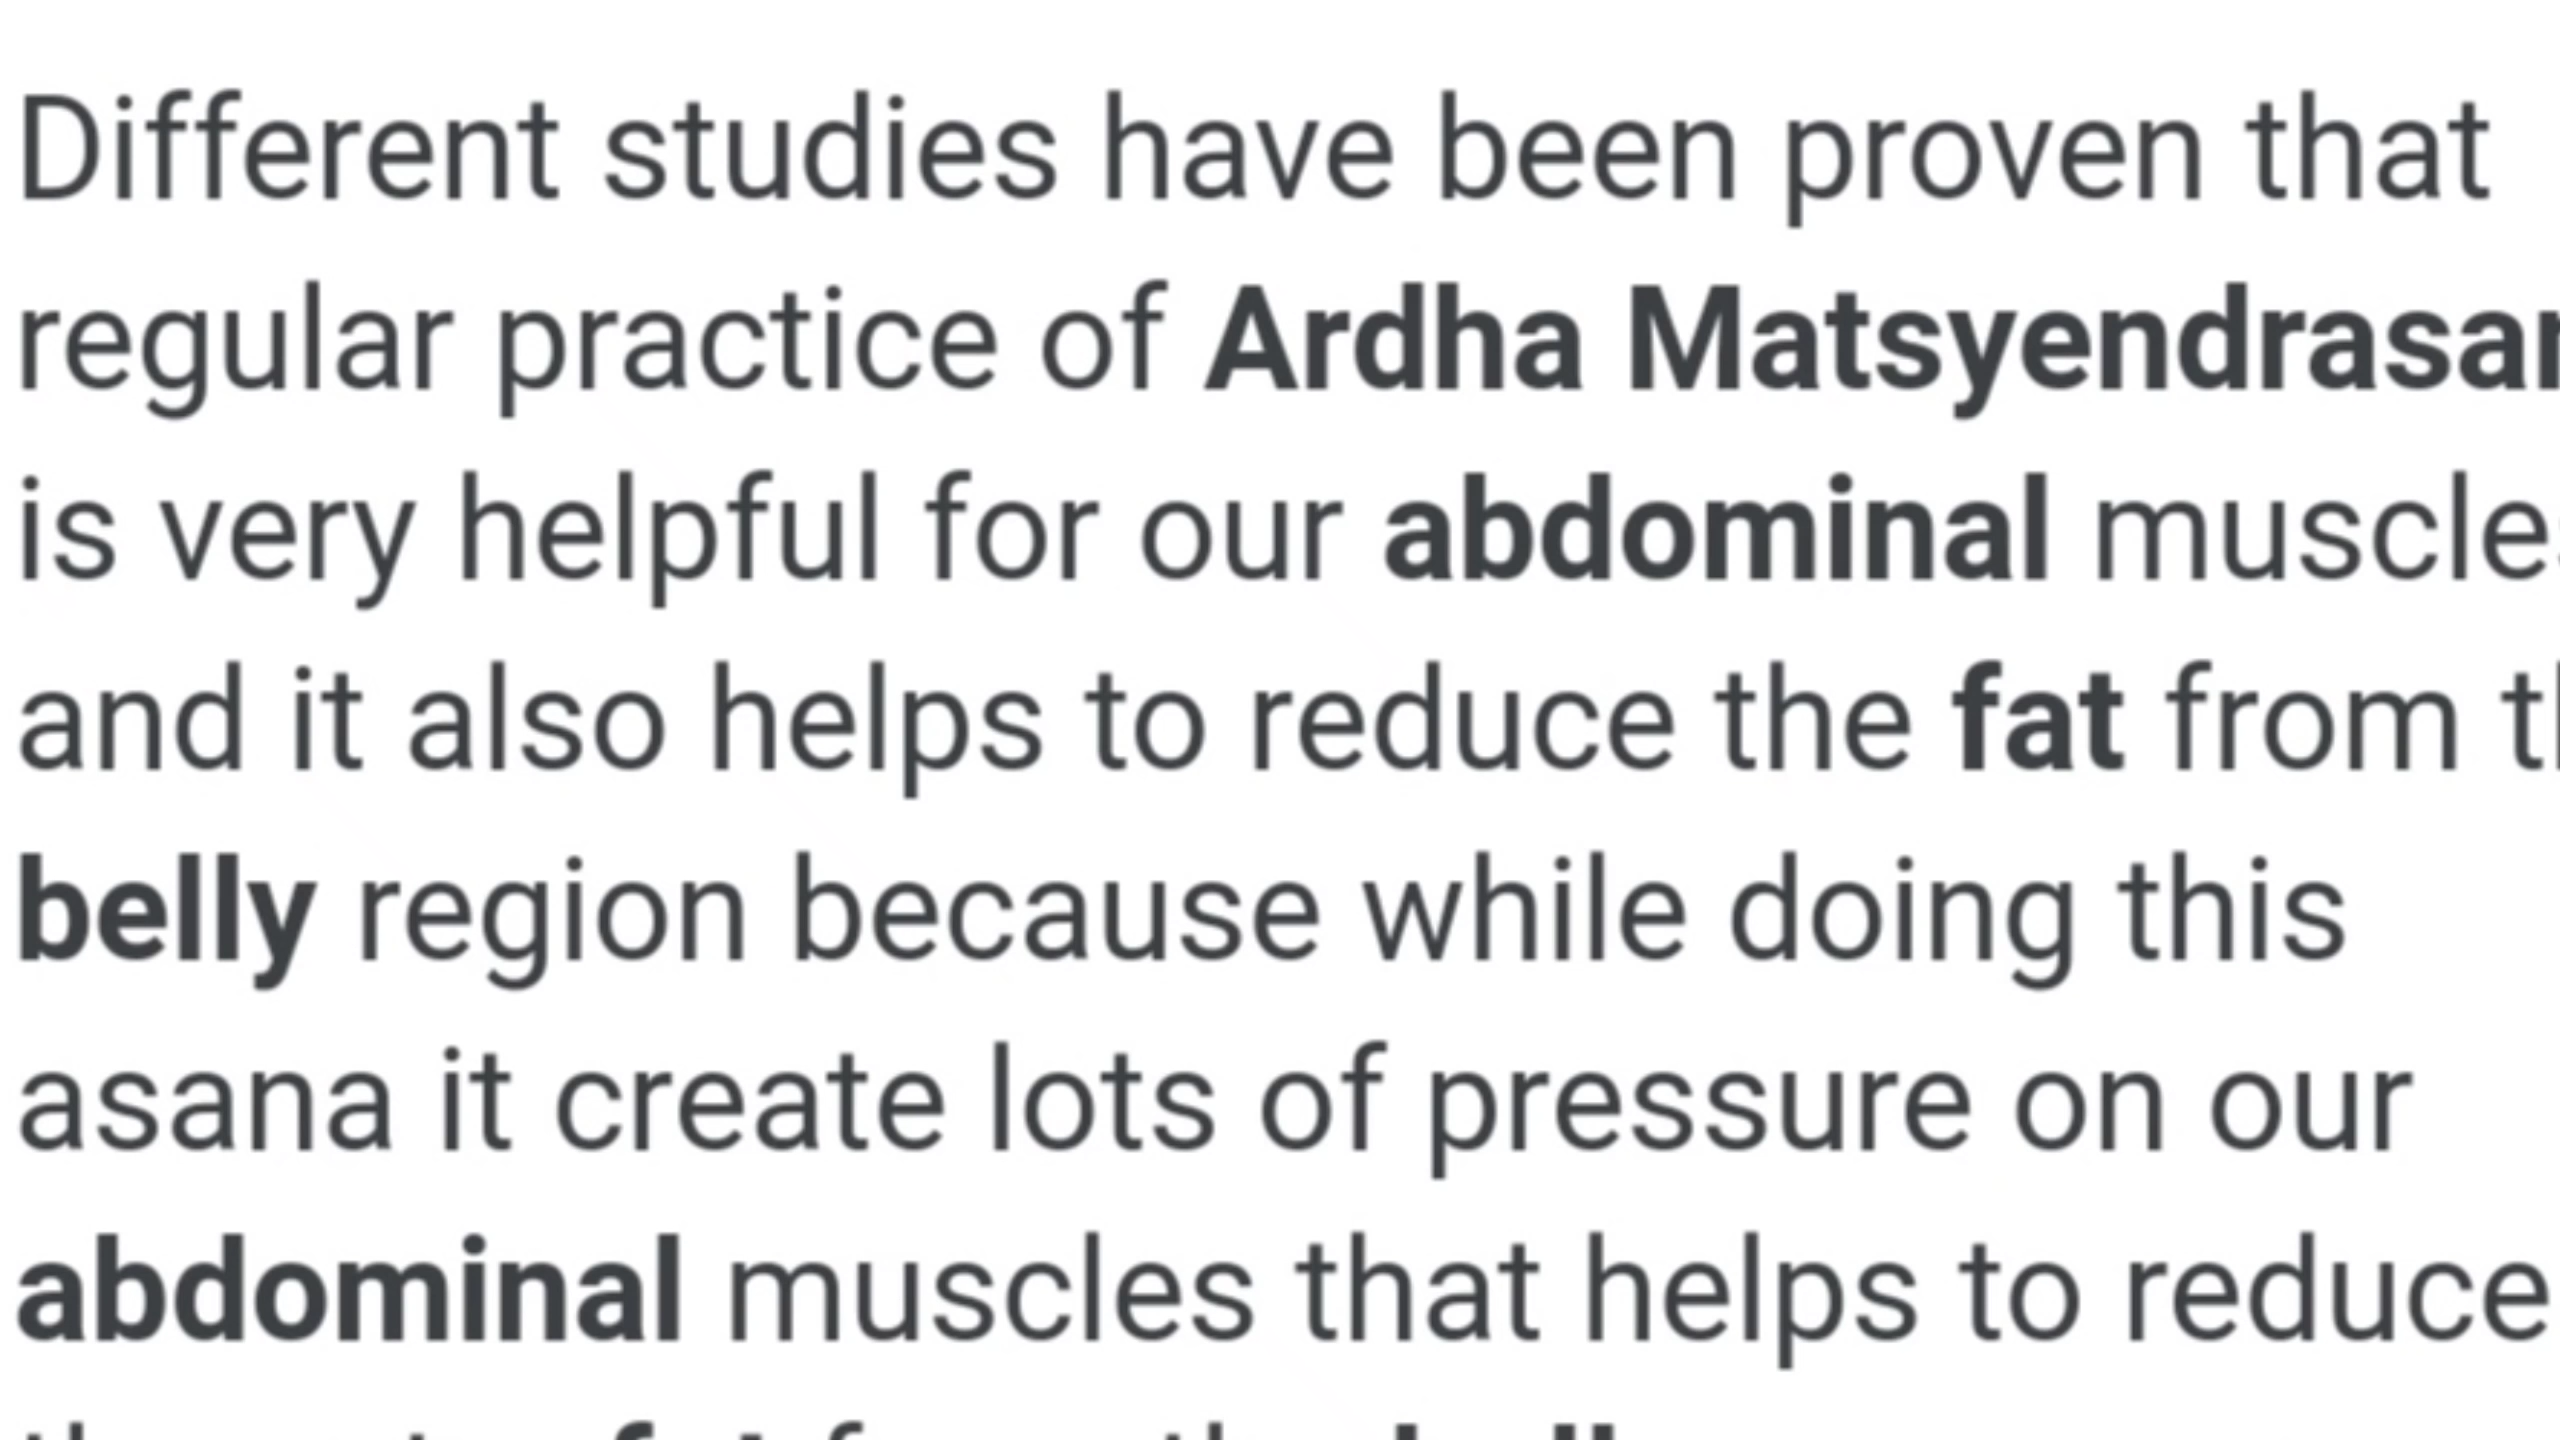 Different studies have been proven that
regular practice of Ardha Matsyendrasan
is very helpful for our abdominal muscles
and it also helps to reduce the fat from
belly region because while doing this
asana it create lots of pressure on our
abdominal muscles that helps to reduce